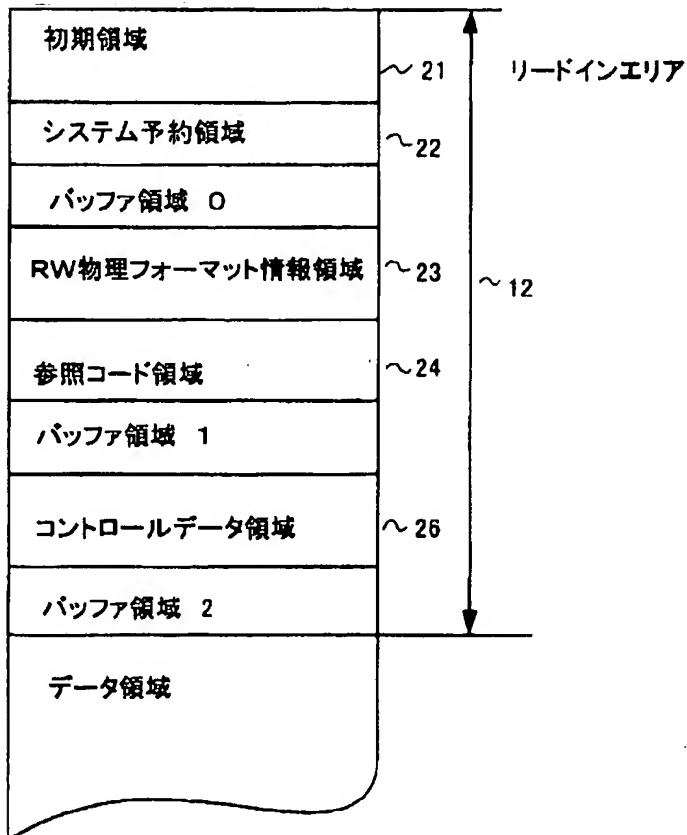 初期領域
～21 リードインエリア
システム予約領域 ～22
バッファ領域 0
RW物理フォーマット情報領域 ～23
～12
参照コード領域 ～24
バッファ領域 1
コントロールデータ領域 ～26
バッファ領域 2
データ領域